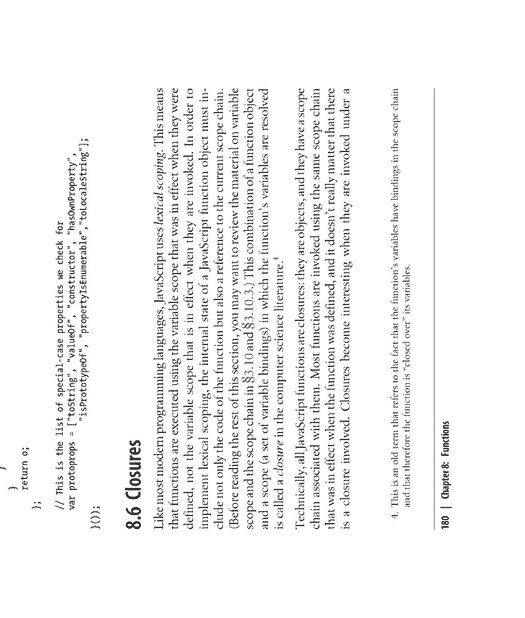 }
}
return o;
};
// This is the list of special-case properties we check for
var protoprops = ["toString", "valueOf", "constructor", "hasOwnProperty",
"isPrototypeOf", "propertyIsEnumerable","toLocaleString"];
}());
8.6 Closures
Like most modern programming languages, JavaScript uses lexical scoping. This means
that functions are executed using the variable scope that was in effect when they were
defined, not the variable scope that is in effect when they are invoked. In order to
implement lexical scoping, the internal state of a JavaScript function object must in-
clude not only the code of the function but also a reference to the current scope chain.
(Before reading the rest of this section, you may want to review the material on variable
scope and the scope chain in §3.10 and §3.10.3.) This combination of a function object
and a scope (a set of variable bindings) in which the function's variables are resolved
is called a closure in the computer science literature.4
Technically, all JavaScript functions are closures: they are objects, and they have a scope
chain associated with them. Most functions are invoked using the same scope chain
that was in effect when the function was defined, and it doesn't really matter that there
is a closure involved. Closures become interesting when they are invoked under a
4. This is an old term that refers to the fact that the function's variables have bindings in the scope chain
and that therefore the function is "closed over" its variables.
180 | Chapter 8: Functions